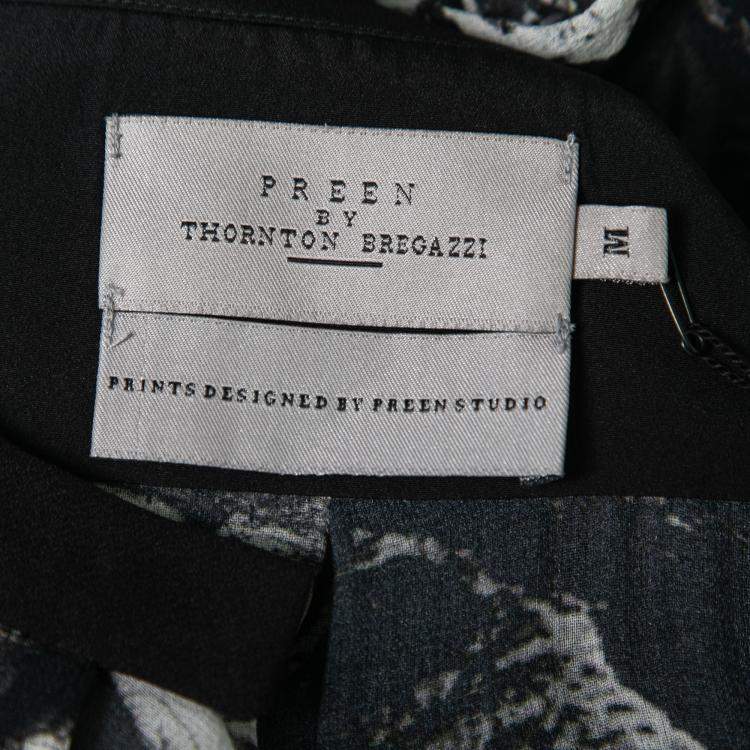 PREEN
BY
THORNTON BREGAZZI
M
PRINTS DESIGNED BY PREEN STUDIO